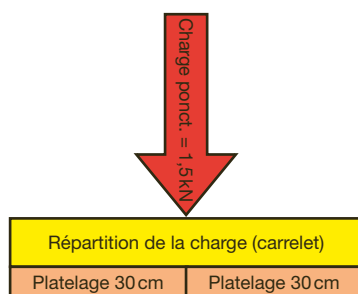 Charge
ponct. = 1,5 kN
Répartition de la charge (carrelet)
Platelage 30 cm Platelage 30 cm